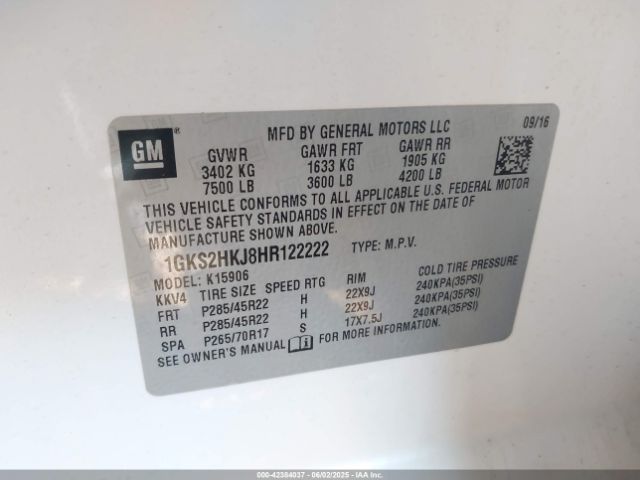 GM
®
MFD BY GENERAL MOTORS LLC 09/16
GVWR GAWR FRT GAWR RR
3402 KG 1633 KG 1905 KG
7500 LB 3600 LB 4200 LB
THIS VEHICLE CONFORMS TO ALL APPLICABLE U.S. FEDERAL MOTOR
VEHICLE SAFETY STANDARDS IN EFFECT ON THE DATE OF
MANUFACTURE SHOWN ABOVE.
1GKS2HKJ8HR122222 TYPE: M.P.V.
MODEL: K15906
KKV4 TIRE SIZE SPEED RTG RIM COLD TIRE PRESSURE
FRT P285/45R22 H 22X9J 240KPA(35PSI)
RR P285/45R22 H 22X9J 240KPA(35PSI)
SPA P265/70R17 S 17X7.5J 240KPA(35PSI)
SEE OWNER'S MANUAL FOR MORE INFORMATION.
000-42384037 - 06/02/2025 - IAAI.COM